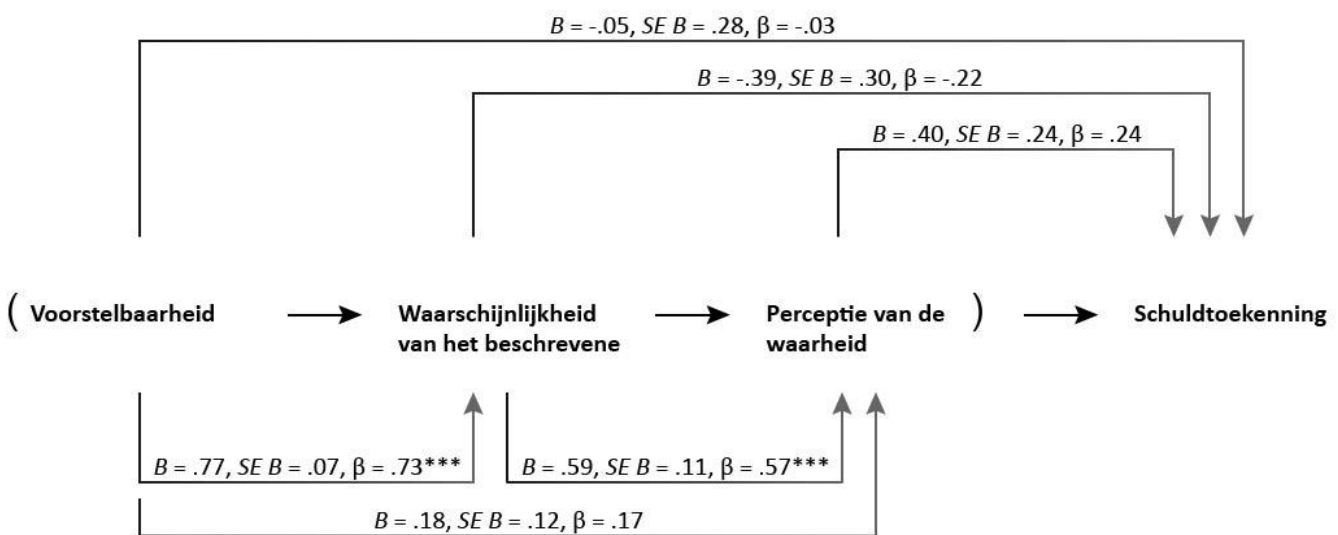 B = -.05, SE B = .28, β = -.03
B = -.39, SE B = .30, β = -.22
B = .40, SE B = .24, β = .24
( Voorstelbaarheid
Waarschijnlijkheid
van het beschrevene
Perceptie van de )
waarheid
Schuldtoekenning
B = .77, SE B = .07, β = .73***
B = .59, SE B = .11, β = .57***
B = .18, SE B = .12, β = .17